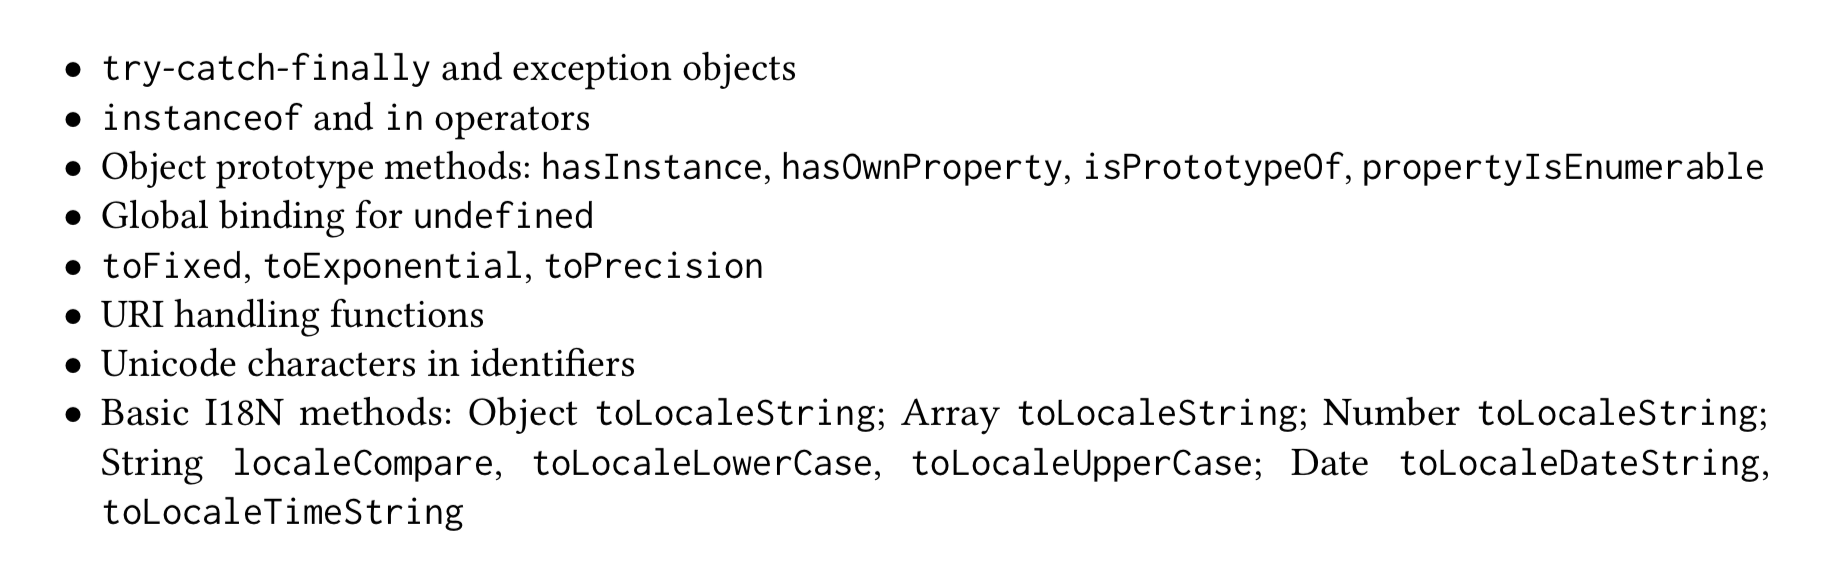 • try-catch-finally and exception objects
• instanceof and in operators
• Object prototype methods: hasInstance, hasOwnProperty, isPrototypeOf, propertyIsEnumerable
• Global binding for undefined
• toFixed, toExponential, toPrecision
• URI handling functions
• Unicode characters in identifiers
• Basic I18N methods: Object toLocaleString; Array toLocaleString; Number toLocaleString;
String localeCompare, toLocaleLowerCase, toLocaleUpperCase; Date toLocaleDateString,
toLocaleTimeString